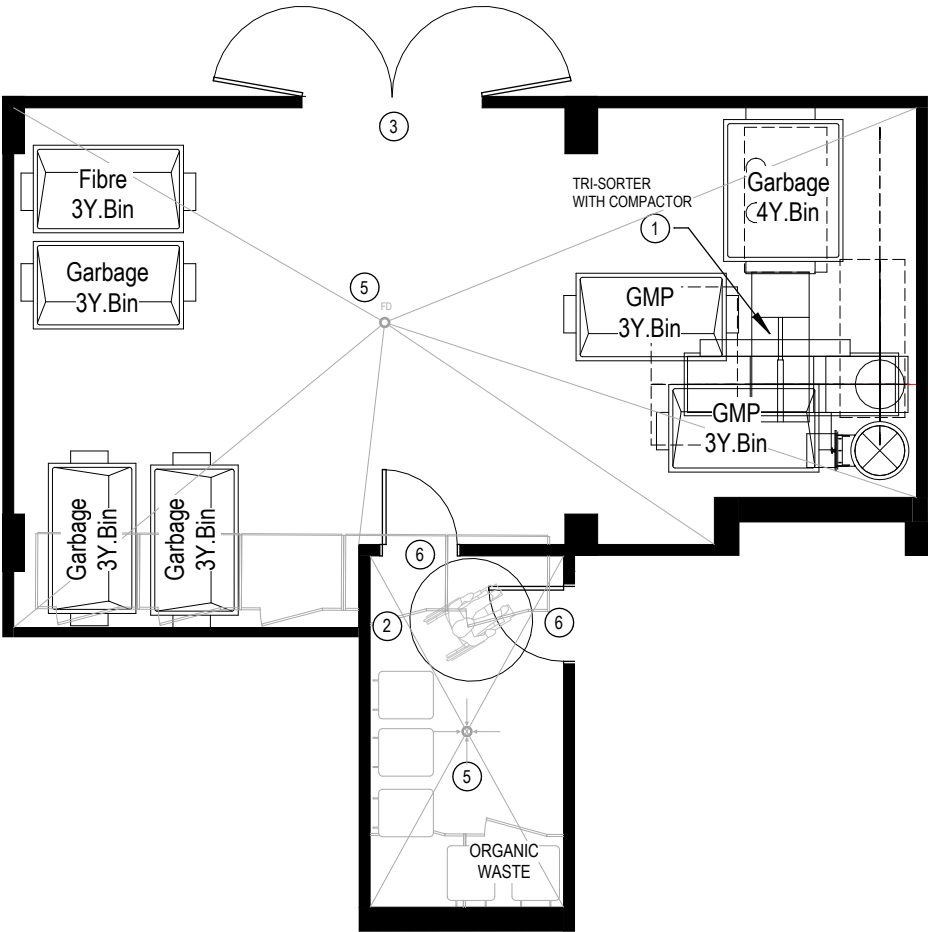 3
Fibre
3Y.Bin
TRI-SORTER
WITH COMPACTOR
1
Garbage
4Y.Bin
Garbage
3Y.Bin
5
FD
GMP
3Y.Bin
GMP
3Y.Bin
Garbage
3Y.Bin
Garbage
3Y.Bin
6
2
6
5
ORGANIC
WASTE